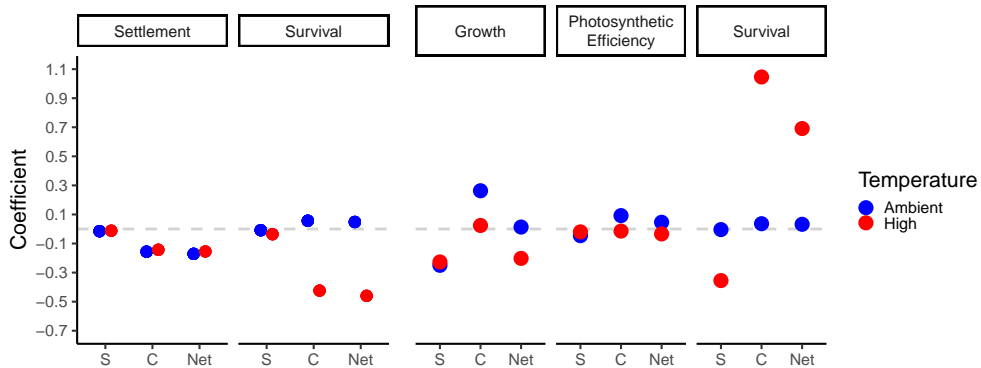 Settlement
Survival
Growth
Photosynthetic
Efficiency
Survival
Coefficient
1.1
0.9
0.7
0.5
0.3
0.1
−0.1
−0.3
−0.5
−0.7
S C Net
S C Net
S C Net
S C Net
S C Net
Temperature
Ambient
High